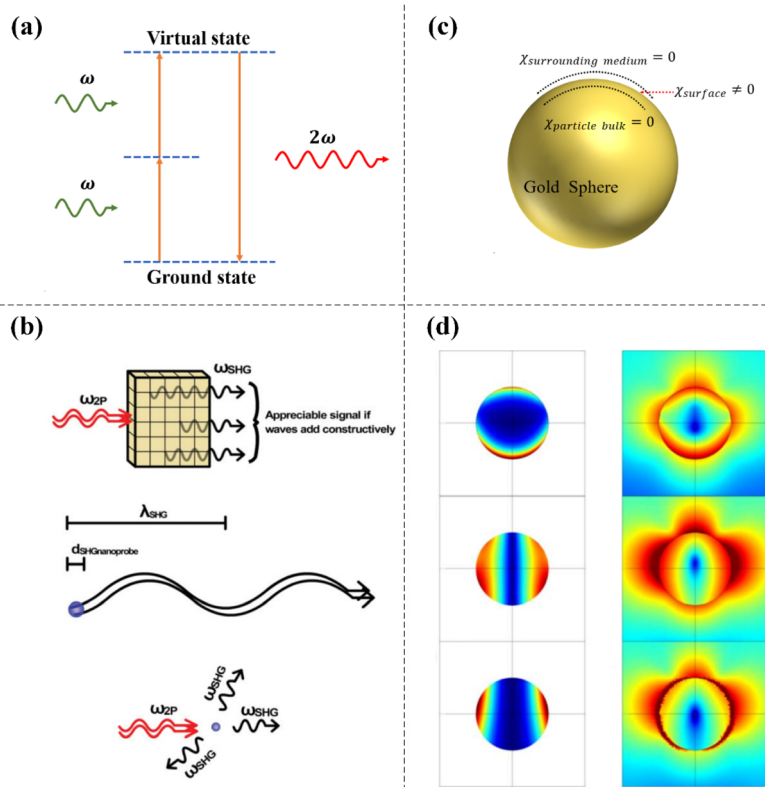 (a)
Virtual state
ω
2ω
ω
Ground state
(c)
χsurrounding medium = 0
χsurface ≠ 0
χparticle bulk = 0
Gold Sphere
(b)
ωSHG
ω2P
Appreciable signal if
waves add constructively
λSHG
dSHGnanoprobe
ωSHG
ω2P
ωSHG
ωSHG
(d)